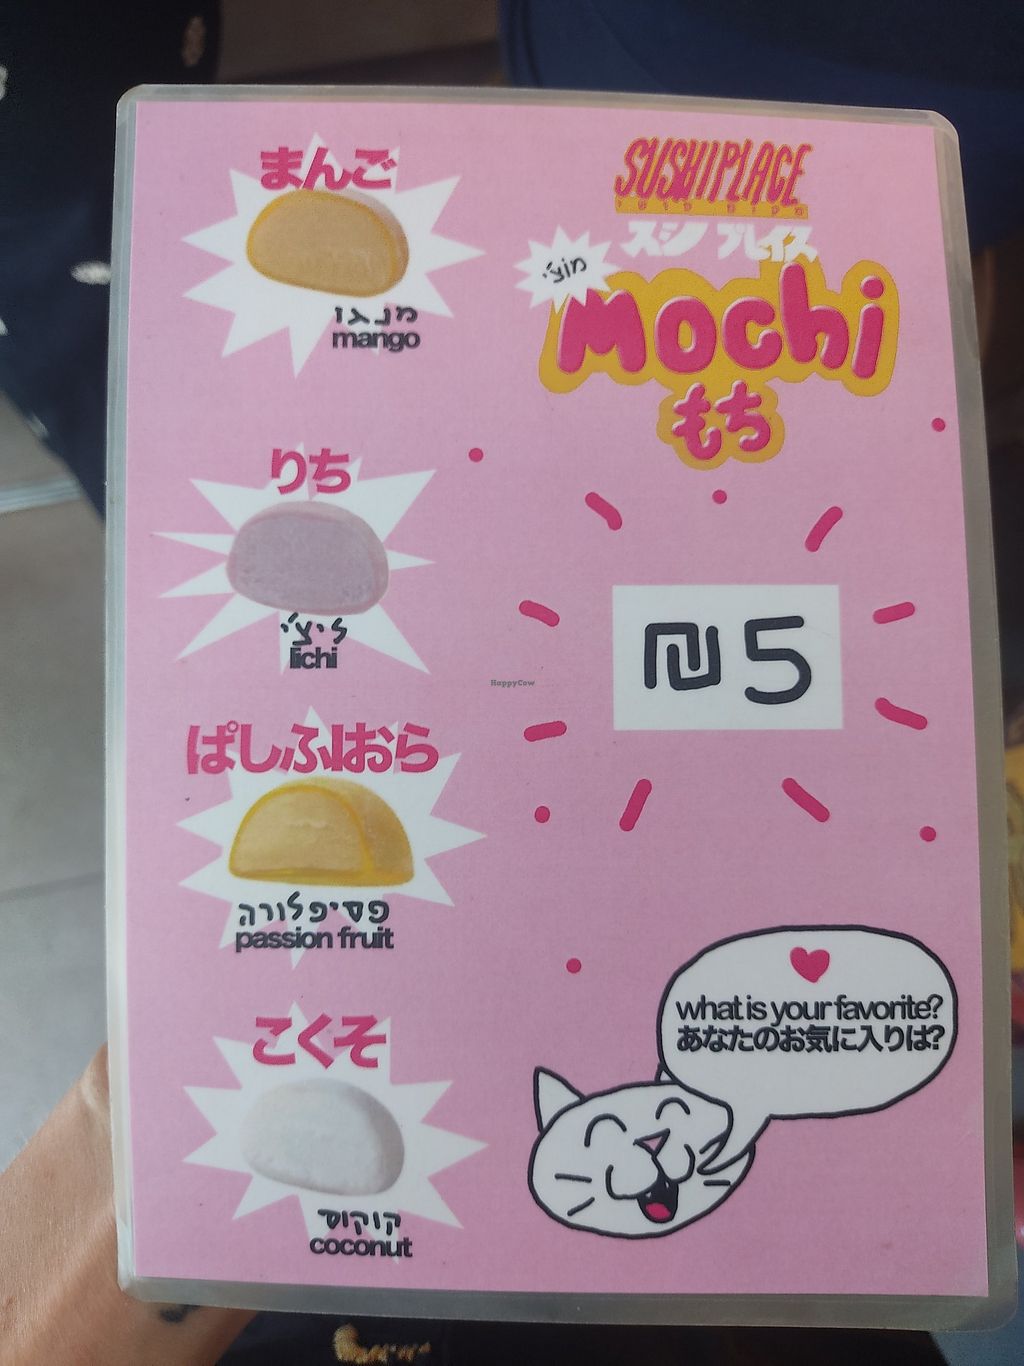 まんご
מנגו
mango
りち
ליצ'י
lichi
ぱしふぱおら
פסיפלורה
passion fruit
こくそ
קוקוס
coconut
SUSHIPLACE
スシ プレイス
מוצ'י
mochi
もち
₪5
what is your favorite?
あなたのお気に入りは?
HappyCow